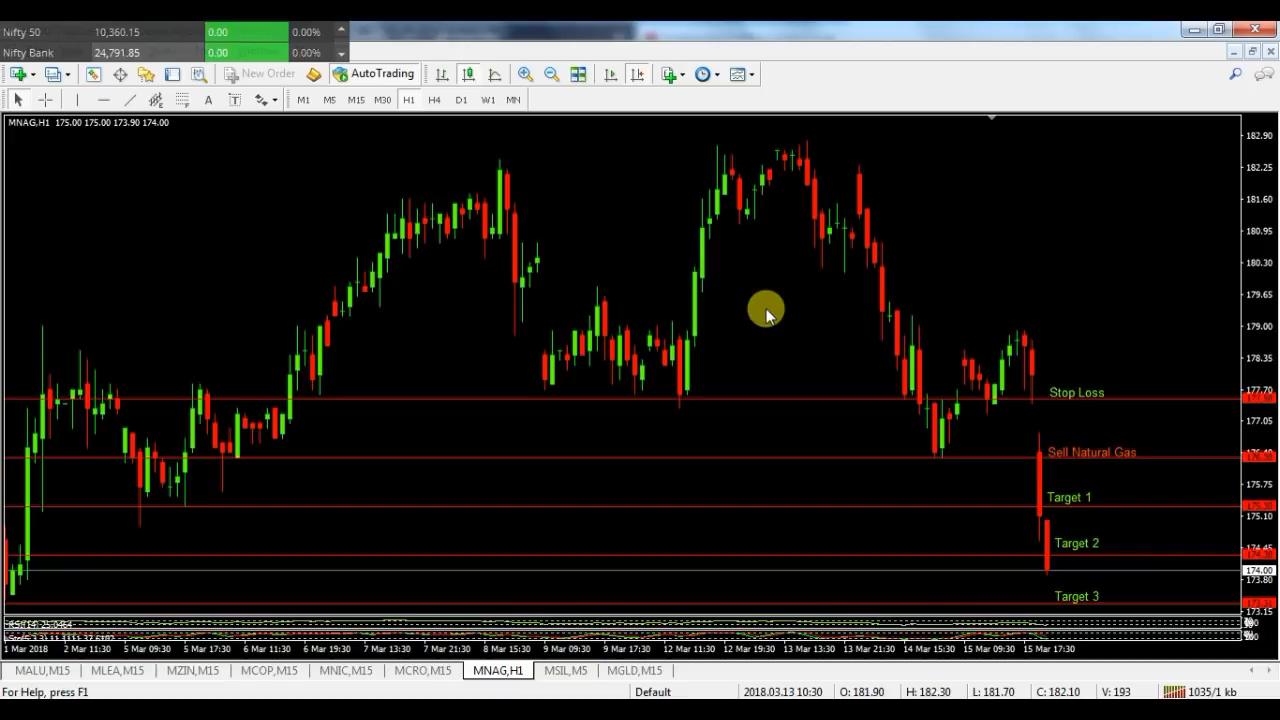 Nifty 50 10,360.15 0.00 0.00%
Nifty Bank 24,791.85 0.00 0.00%
New Order AutoTrading
M1 M5 M15 M30 H1 H4 D1 W1 MN
MNAG,H1 175.00 175.00 173.90 174.00
182.90
182.25
181.60
180.95
180.30
179.65
179.00
178.35
177.70
Stop Loss
177.05
Sell Natural Gas
175.75
Target 1
175.10
Target 2
174.45
174.00
173.80
Target 3
173.15
1 Mar 2018 2 Mar 11:30 5 Mar 09:30 5 Mar 17:30 6 Mar 11:30 6 Mar 19:30 7 Mar 13:30 7 Mar 21:30 8 Mar 15:30 9 Mar 09:30 9 Mar 17:30 12 Mar 11:30 12 Mar 19:30 13 Mar 13:30 13 Mar 21:30 14 Mar 15:30 15 Mar 09:30 15 Mar 17:30
MALU,M15 MLEA,M15 MZIN,M15 MCOP,M15 MNIC,M15 MCRO,M15 MNAG,H1 MSIL,M5 MGLD,M15
For Help, press F1 Default 2018.03.13 10:30 O: 181.90 H: 182.30 L: 181.70 C: 182.10 V: 193 1035/1 kb